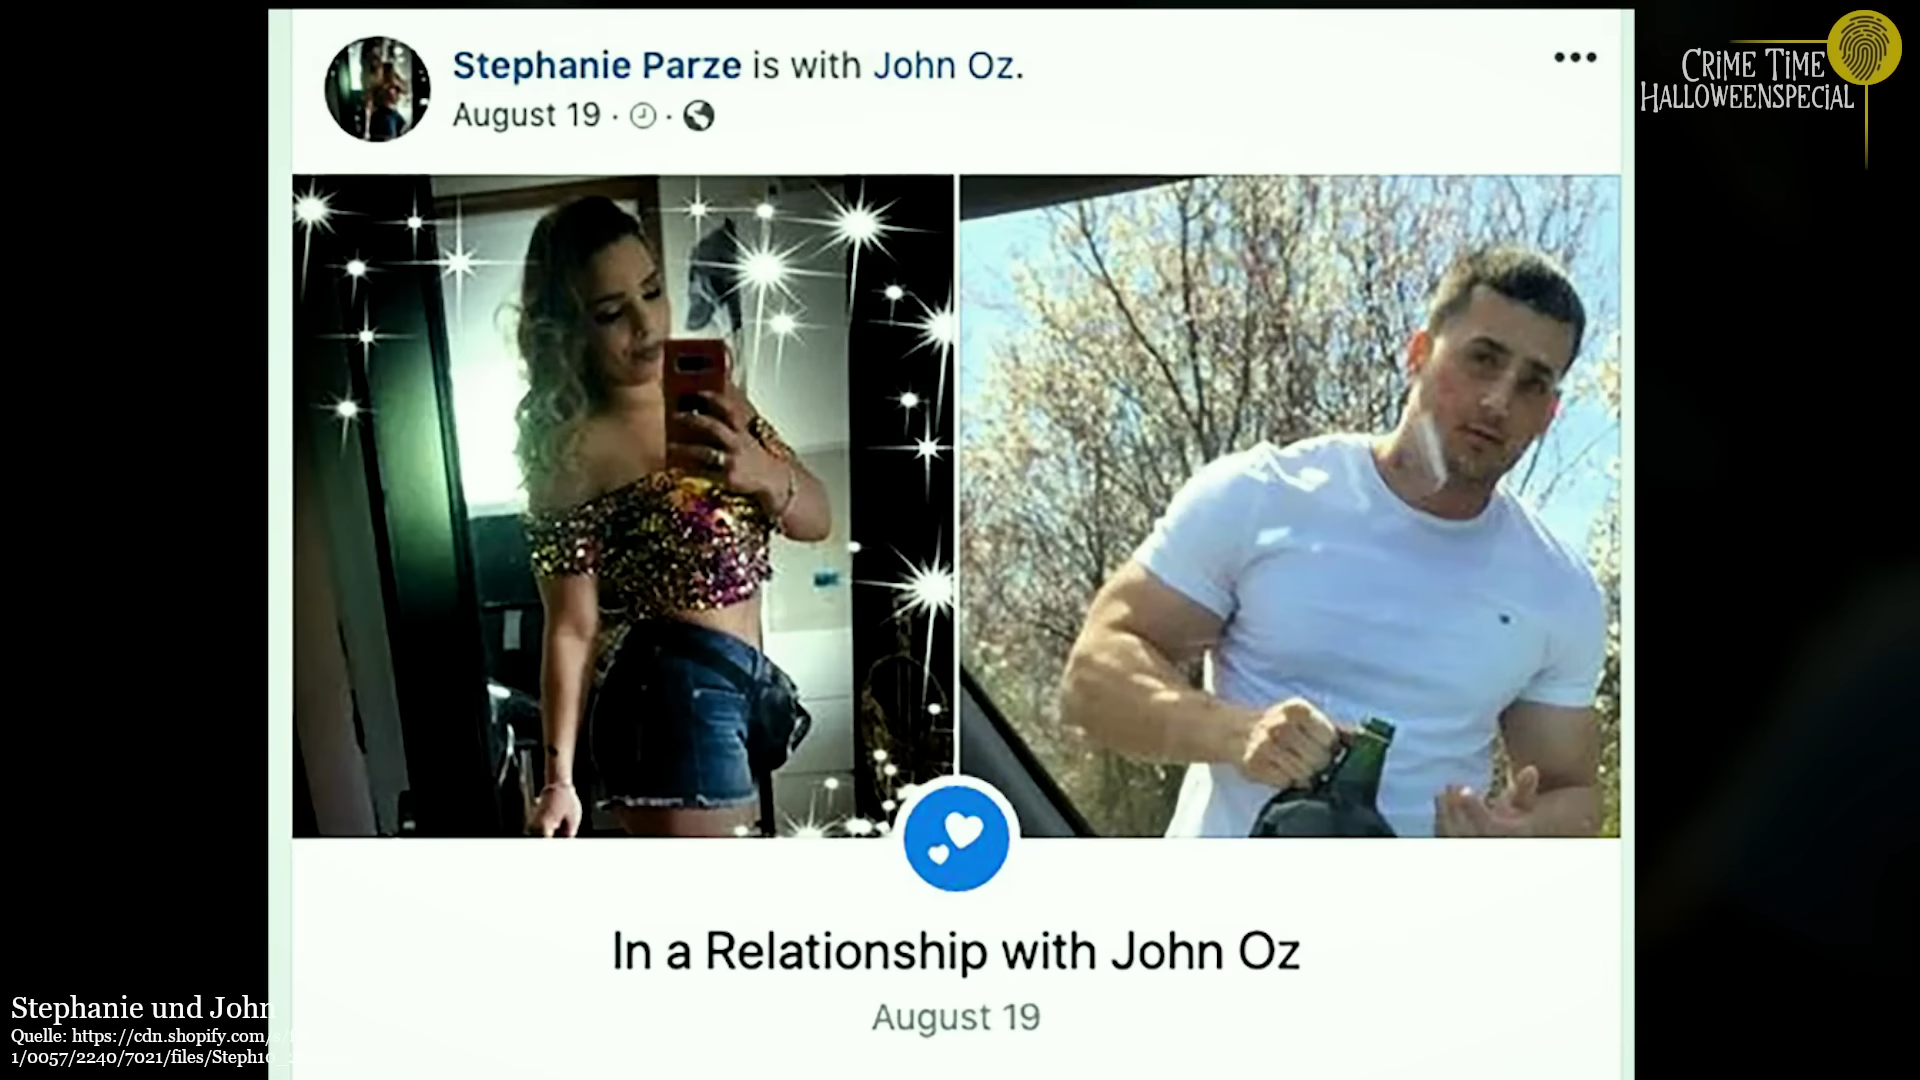 Stephanie Parze is with John Oz.
August 19 · ·
CRIME TIME
HALLOWEENSPECIAL
In a Relationship with John Oz
August 19
Stephanie und John
Quelle: https://cdn.shopify.com/s/
1/0057/2240/7021/files/Steph10